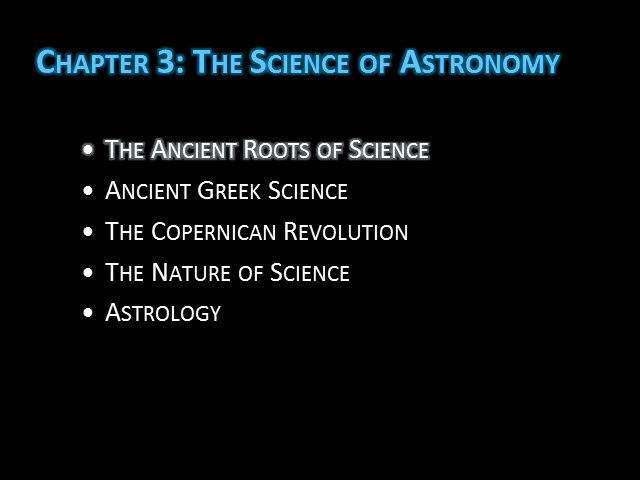 Chapter 3: The Science of Astronomy
• The Ancient Roots of Science
• Ancient Greek Science
• The Copernican Revolution
• The Nature of Science
• Astrology